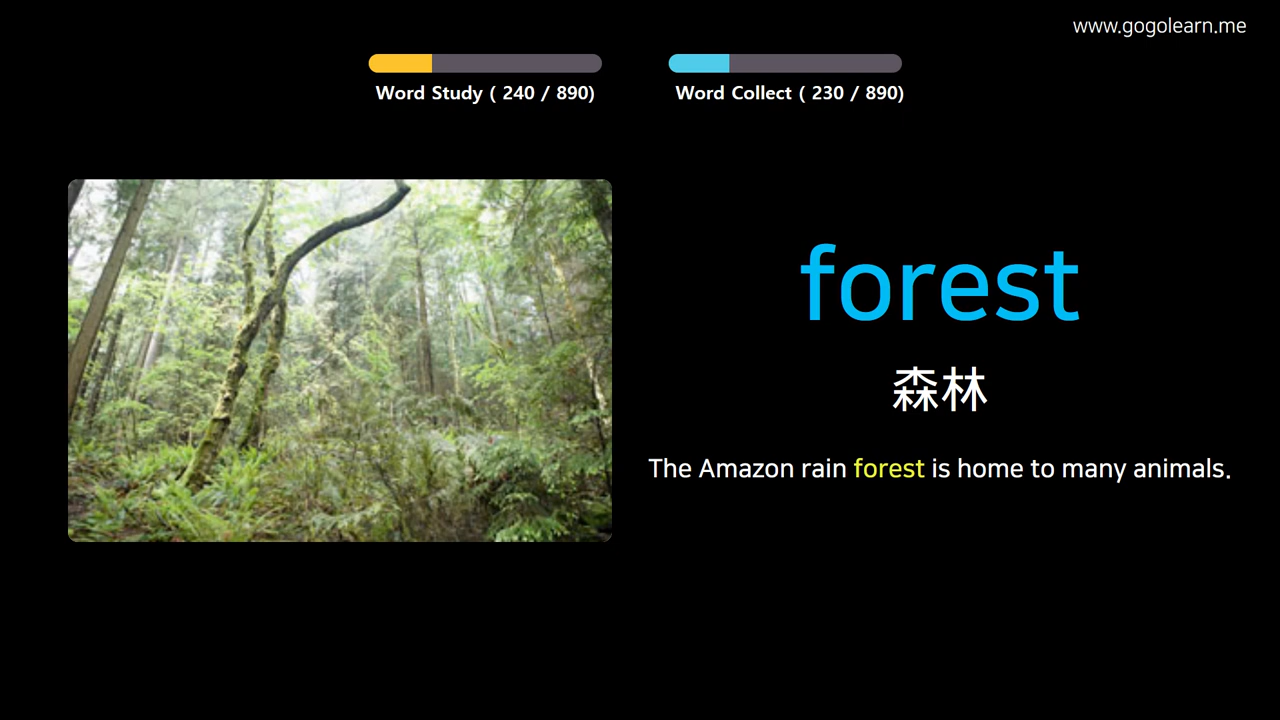 www.gogolearn.me
Word Study ( 240 / 890)
Word Collect ( 230 / 890)
forest
森林
The Amazon rain forest is home to many animals.